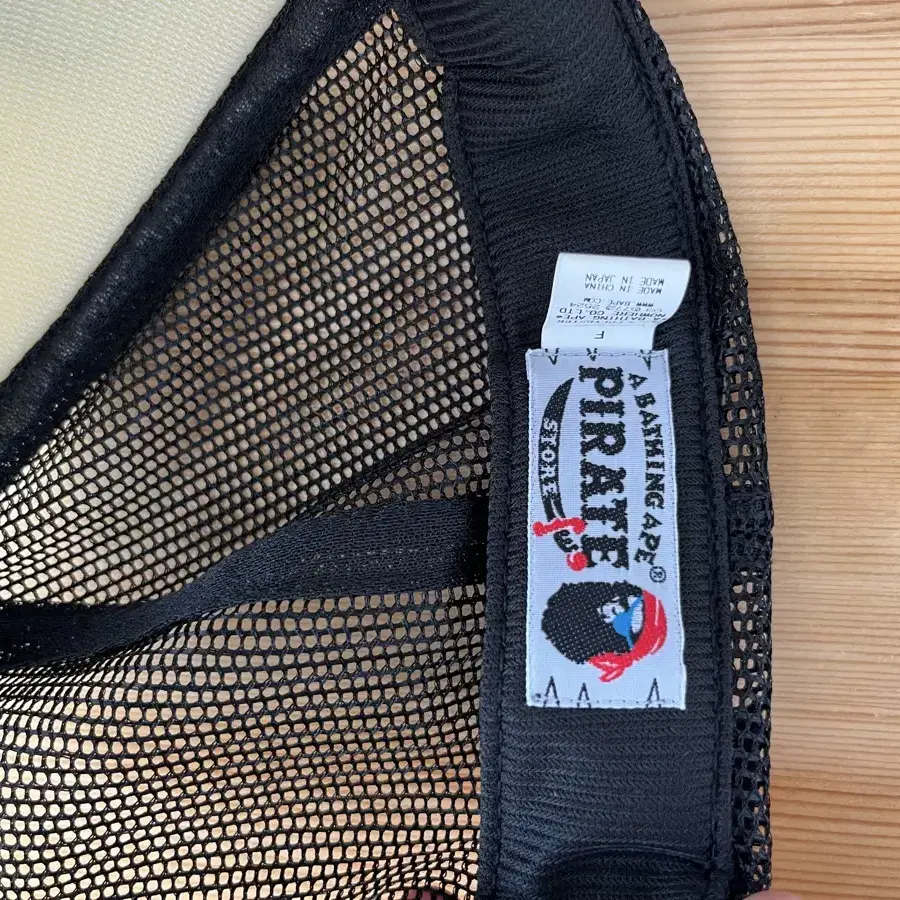 F
A BATHING APE®
NOWHERE CO.LTD
WWW.BAPE.COM
MADE IN CHINA
MADE IN JAPAN
A BATHING APE®
PIRATE
STORE